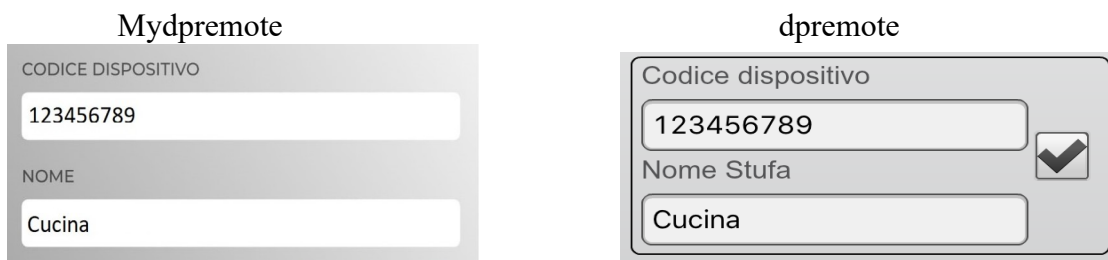 Mydpremote
CODICE DISPOSITIVO
123456789
NOME
Cucina
dpremote
Codice dispositivo
123456789
Nome Stufa
Cucina